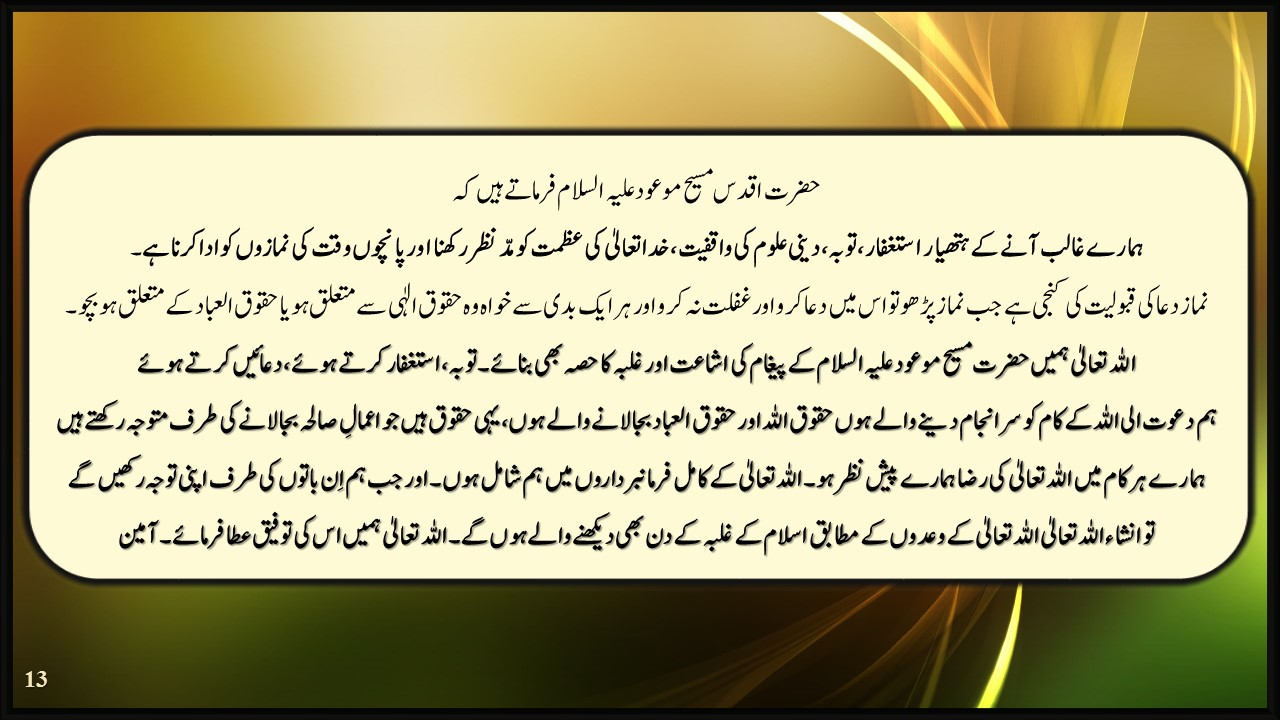 حضرت اقدس مسیح موعود علیہ السلام فرماتے ہیں کہ
ہمارے غالب آنے کے ہتھیار استغفار، توبہ، دینی علوم کی واقفیت، خدا تعالیٰ کی عظمت کو مدّ نظر رکھنا اور پانچوں وقت کی نمازوں کو ادا کرنا ہے۔
نماز دعا کی قبولیت کی کنجی ہے جب نماز پڑھو تو اس میں دعا کرو اور غفلت نہ کرو اور ہر ایک بدی سے خواہ وہ حقوق الٰہی سے متعلق ہو یا حقوق العباد کے متعلق ہو بچو۔
اللہ تعالیٰ ہمیں حضرت مسیح موعود علیہ السلام کے پیغام کی اشاعت اور غلبہ کا حصہ بھی بنائے۔ توبہ، استغفار کرتے ہوئے، دعائیں کرتے ہوئے
ہم دعوت الی اللہ کے کام کو سر انجام دینے والے ہوں حقوق اللہ اور حقوق العباد بجالانے والے ہوں، یہی حقوق ہیں جو اعمالِ صالحہ بجالانے کی طرف متوجہ رکھتے ہیں
ہمارے ہر کام میں اللہ تعالیٰ کی رضا ہمارے پیش نظر ہو۔ اللہ تعالیٰ کے کامل فرمانبرداروں میں ہم شامل ہوں۔ اور جب ہم اِن باتوں کی طرف اپنی توجہ رکھیں گے
تو انشاء اللہ تعالیٰ اللہ تعالیٰ کے وعدوں کے مطابق اسلام کے غلبہ کے دن بھی دیکھنے والے ہوں گے۔ اللہ تعالیٰ ہمیں اس کی توفیق عطا فرمائے۔ آمین
13